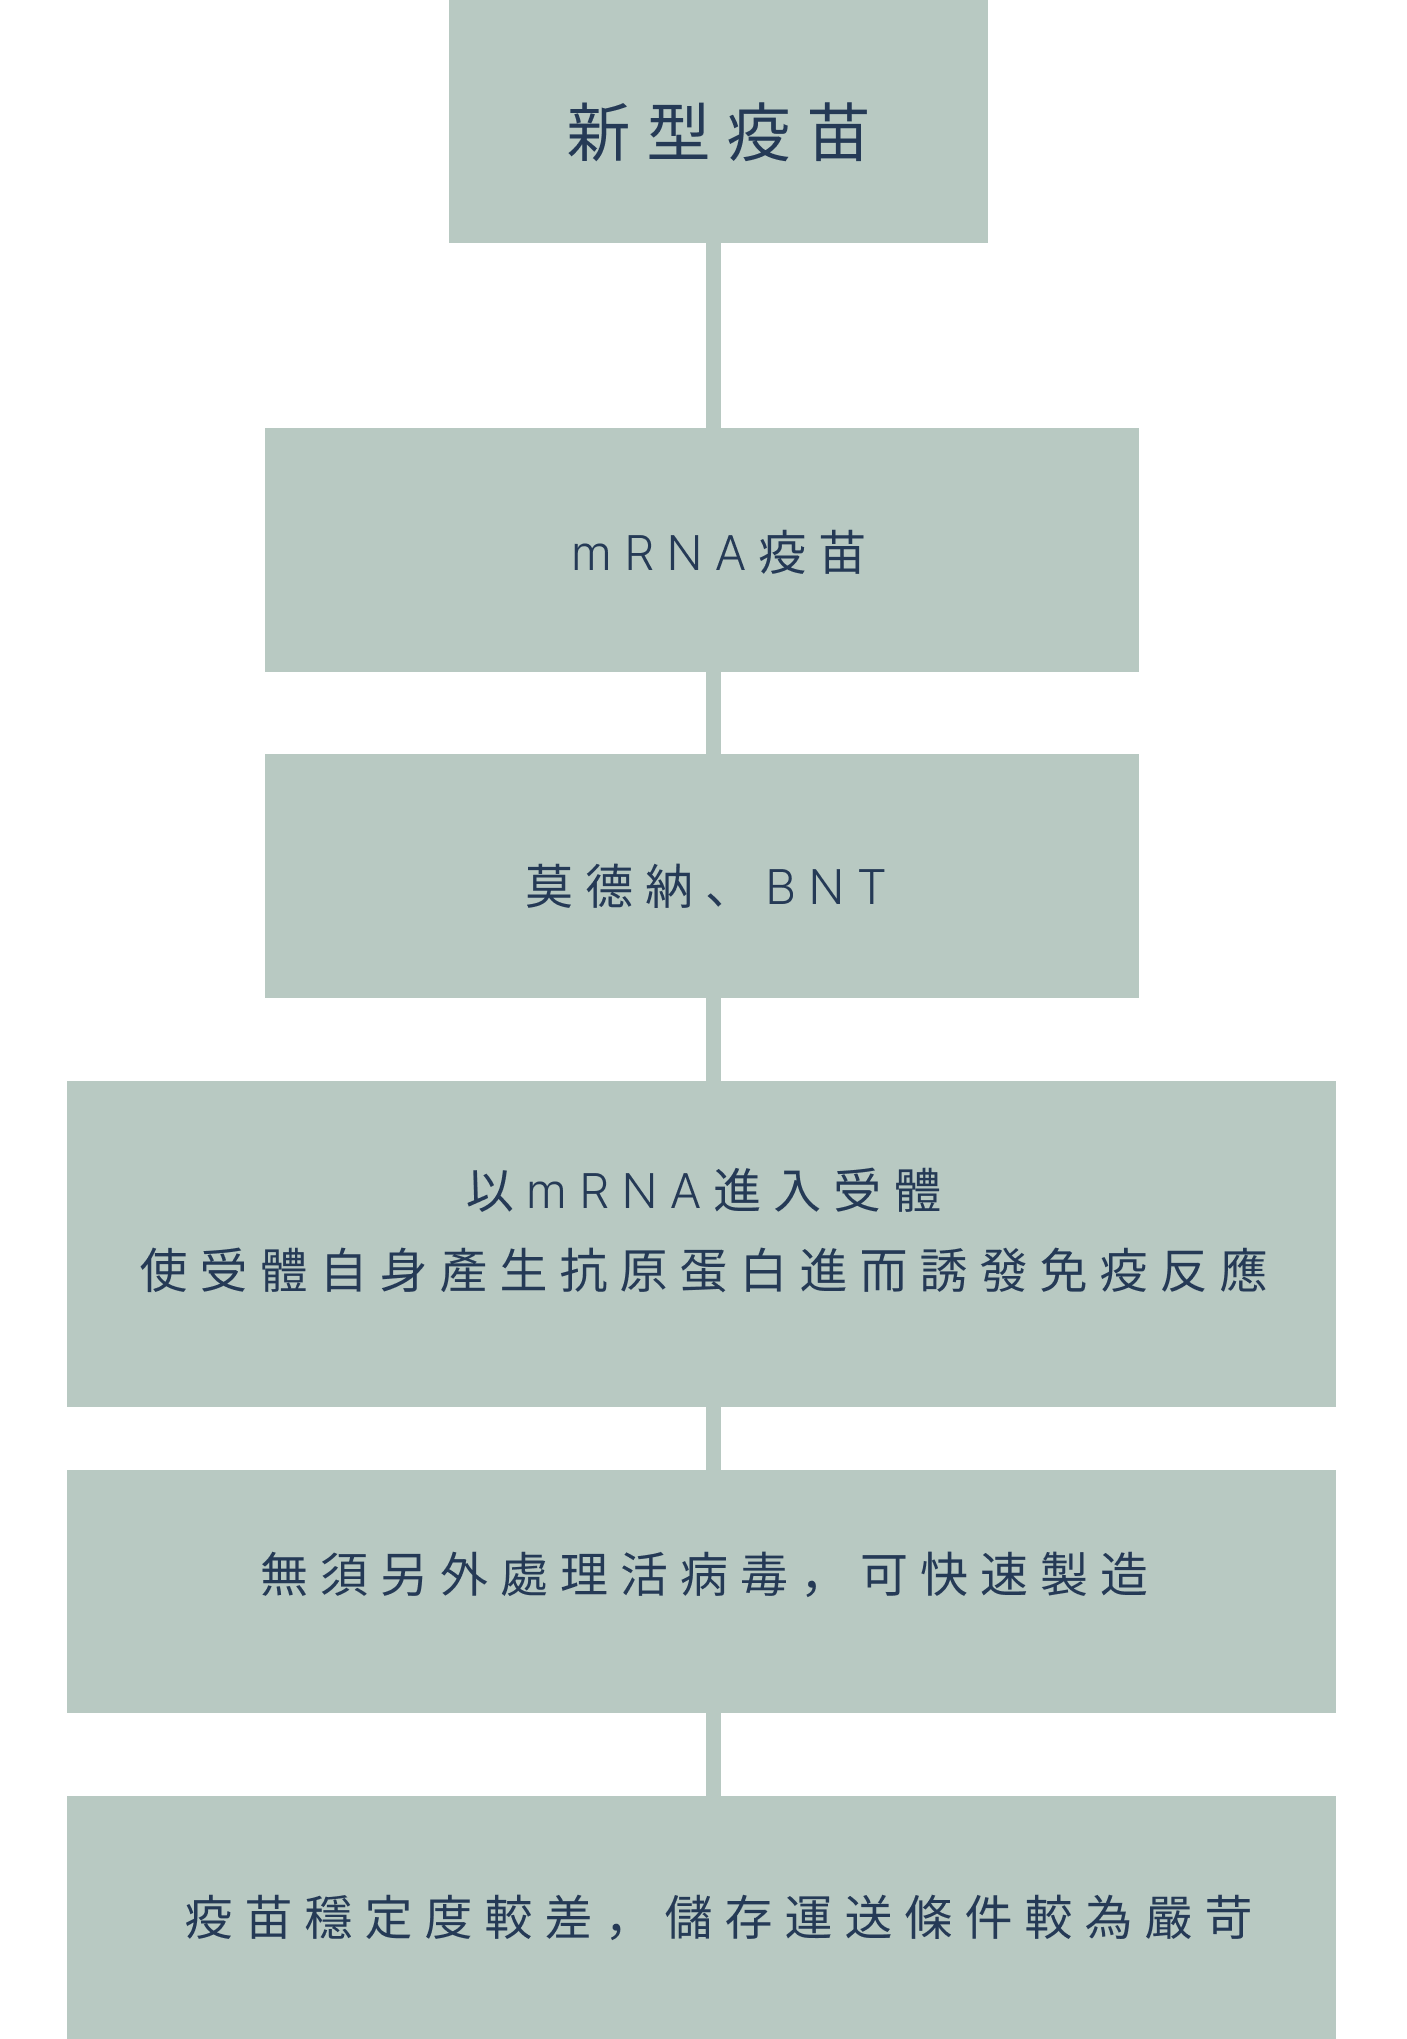 新型疫苗
mRNA疫苗
莫德納、BNT
以mRNA進入受體
使受體自身產生抗原蛋白進而誘發免疫反應
無須另外處理活病毒，可快速製造
疫苗穩定度較差，儲存運送條件較為嚴苛